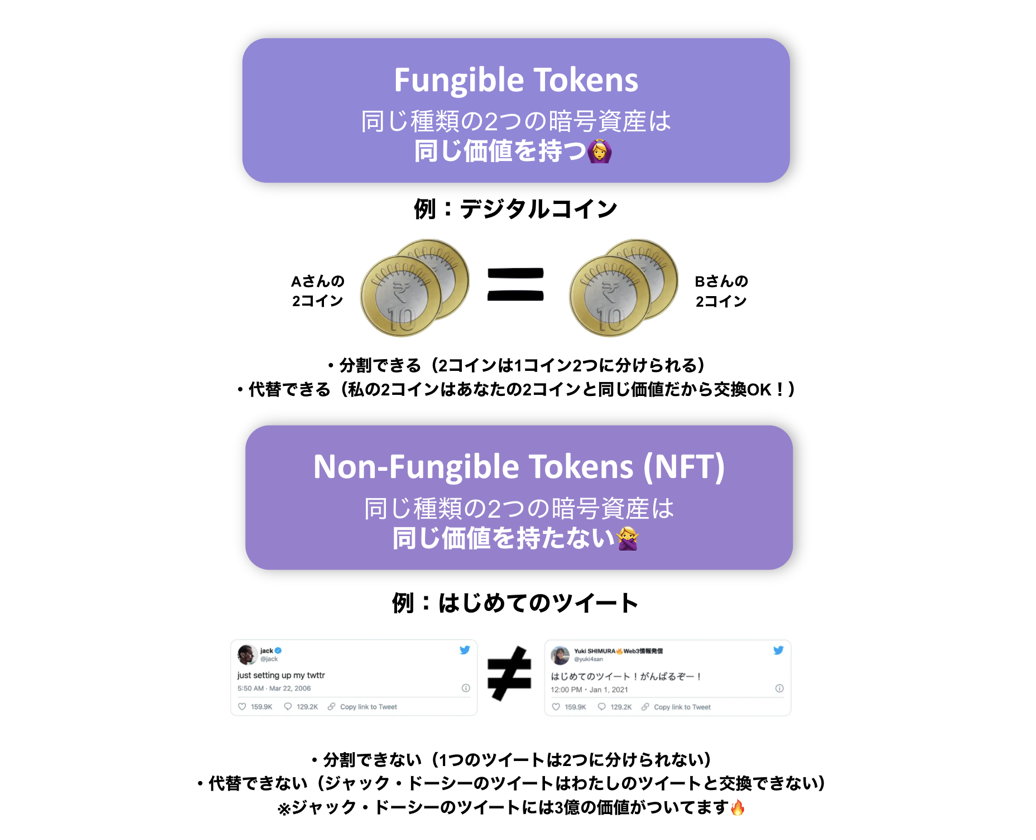 Fungible Tokens
同じ種類の2つの暗号資産は
同じ価値を持つ🙆‍♀️
例：デジタルコイン
Aさんの
2コイン
₹
10
=
₹
10
Bさんの
2コイン
・分割できる（2コインは1コイン2つに分けられる）
・代替できる（私の2コインはあなたの2コインと同じ価値だから交換OK！）
Non-Fungible Tokens (NFT)
同じ種類の2つの暗号資産は
同じ価値を持たない🙅‍♀️
例：はじめてのツイート
jack
@jack
just setting up my twttr
5:50 AM · Mar 22, 2006
159.9K 129.2K Copy link to Tweet
≠
Yuki SHIMURA🔥Web3情報発信
@yuki4san
はじめてのツイート！がんばるぞー！
12:00 PM · Jan 1, 2021
159.9K 129.2K Copy link to Tweet
・分割できない（1つのツイートは2つに分けられない）
・代替できない（ジャック・ドーシーのツイートはわたしのツイートと交換できない）
※ジャック・ドーシーのツイートには3億の価値がついてます🔥